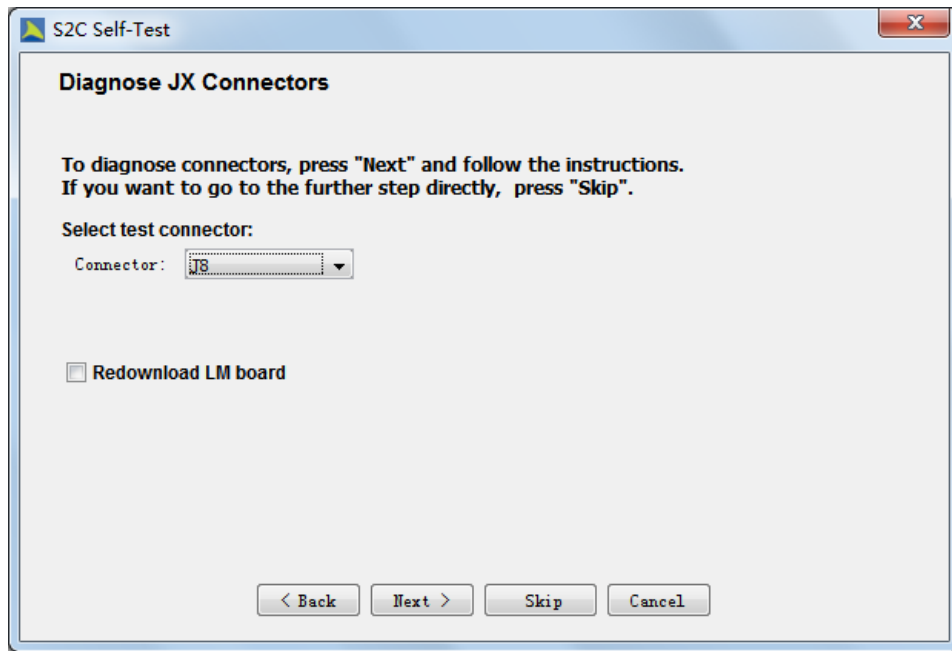 S2C Self-Test
Diagnose JX Connectors
To diagnose connectors, press "Next" and follow the instructions.
If you want to go to the further step directly, press "Skip".
Select test connector:
Connector: J8
Redownload LM board
< Back Next > Skip Cancel